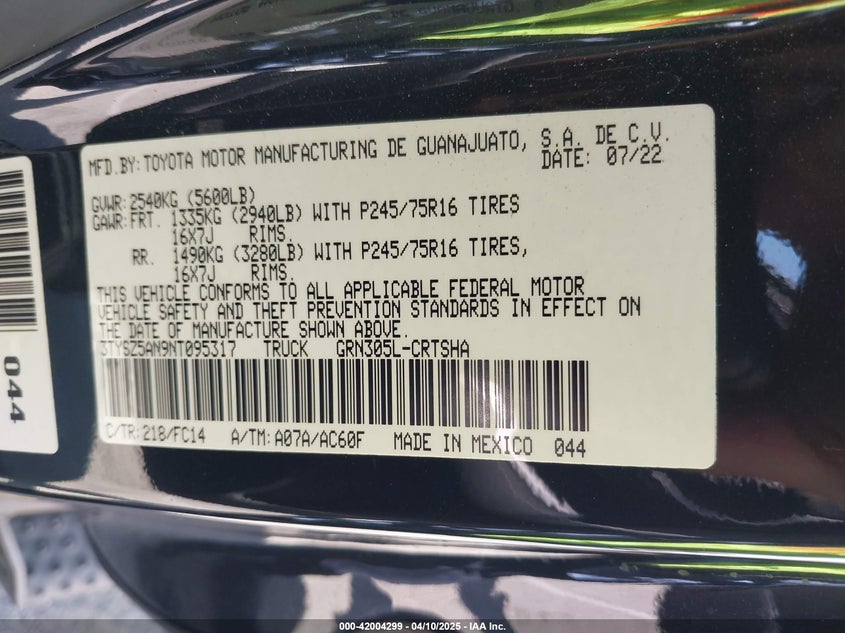 MFD.BY:TOYOTA MOTOR MANUFACTURING DE GUANAJUATO, S.A. DE C.V.
DATE: 07/22
GVWR:2540KG (5600LB)
GAWR:FRT. 1335KG (2940LB) WITH P245/75R16 TIRES
16X7J RIMS.
RR. 1490KG (3280LB) WITH P245/75R16 TIRES,
16X7J RIMS.
THIS VEHICLE CONFORMS TO ALL APPLICABLE FEDERAL MOTOR
VEHICLE SAFETY AND THEFT PREVENTION STANDARDS IN EFFECT ON
THE DATE OF MANUFACTURE SHOWN ABOVE.
3TYSZ5AN9NT095317 TRUCK GRN305L-CRTSHA
C/TR:218/FC14 A/TM:A07A/AC60F MADE IN MEXICO 044
044
000-42004299 - 04/10/2025 - IAA Inc.